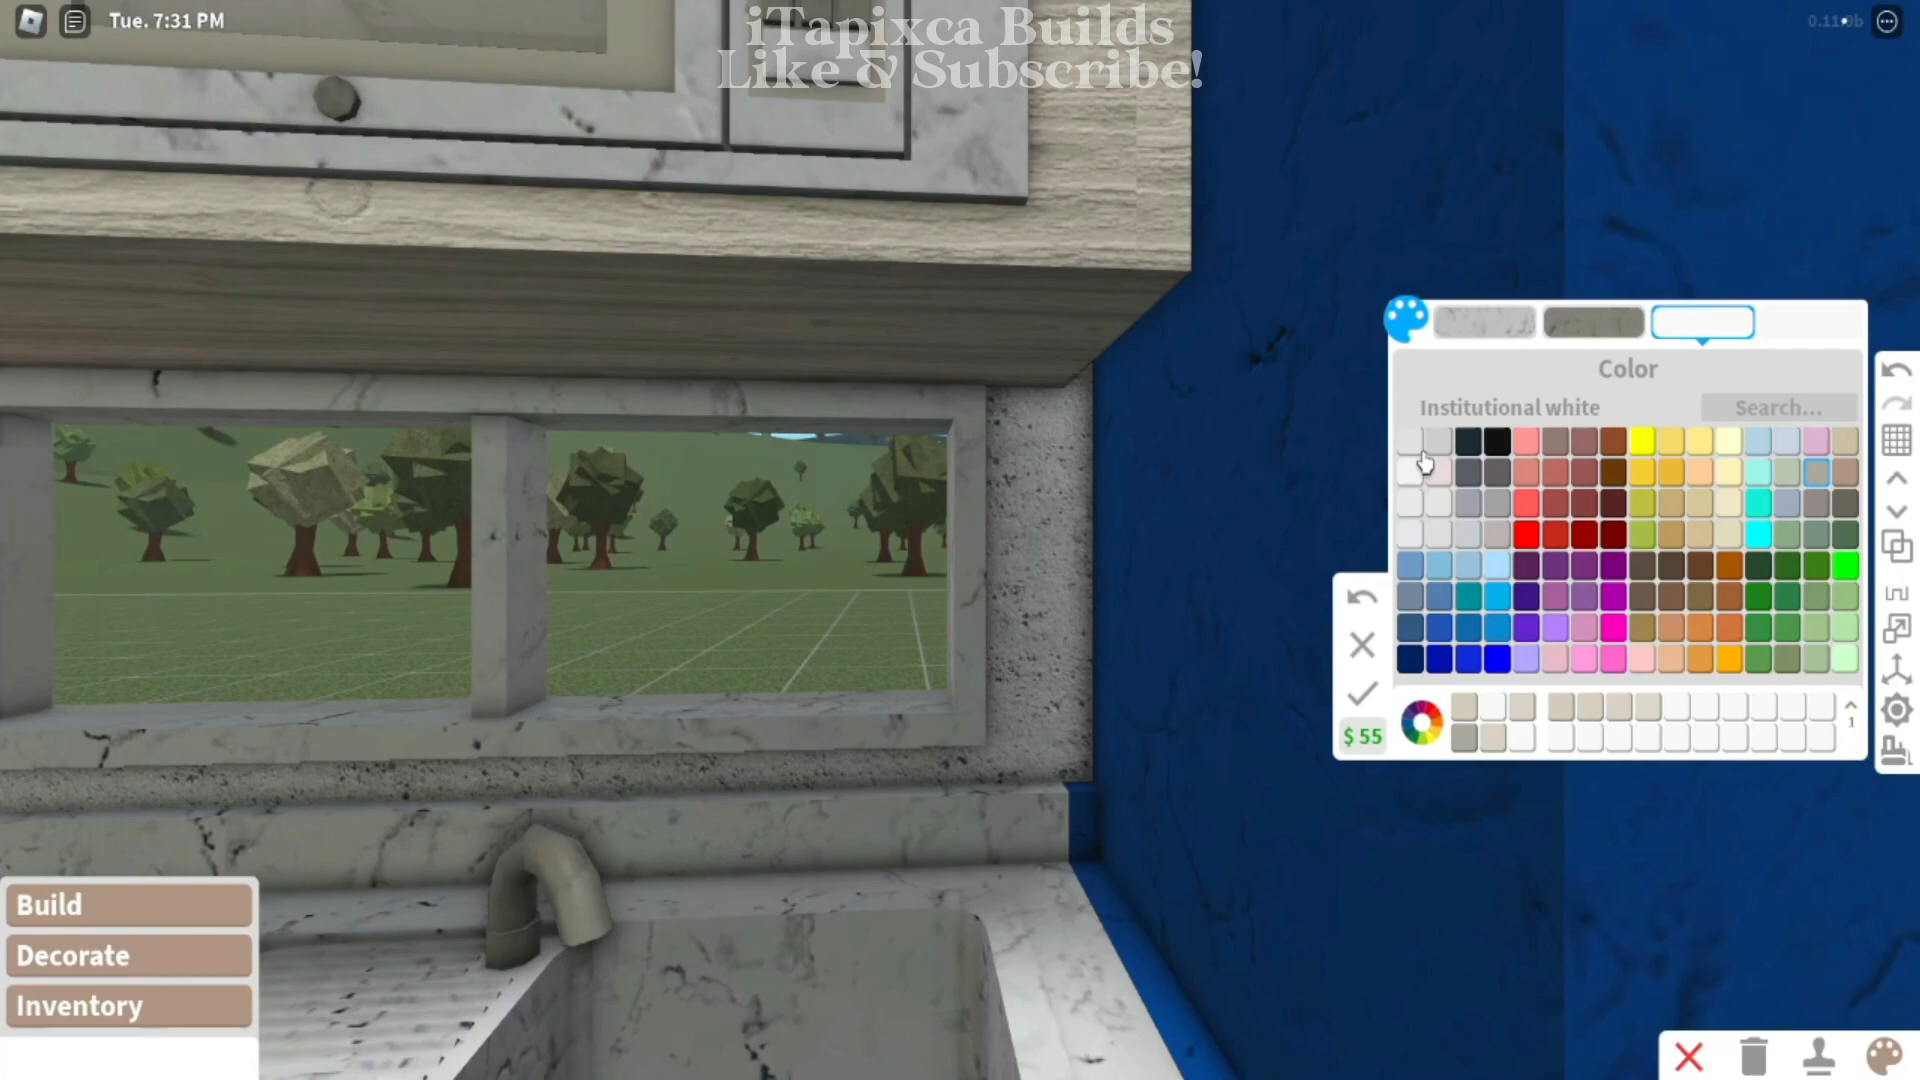 Tue. 7:31 PM
iTapixca Builds
Like & Subscribe!
Color
Institutional white
Search...
$ 55
1
Build
Decorate
Inventory